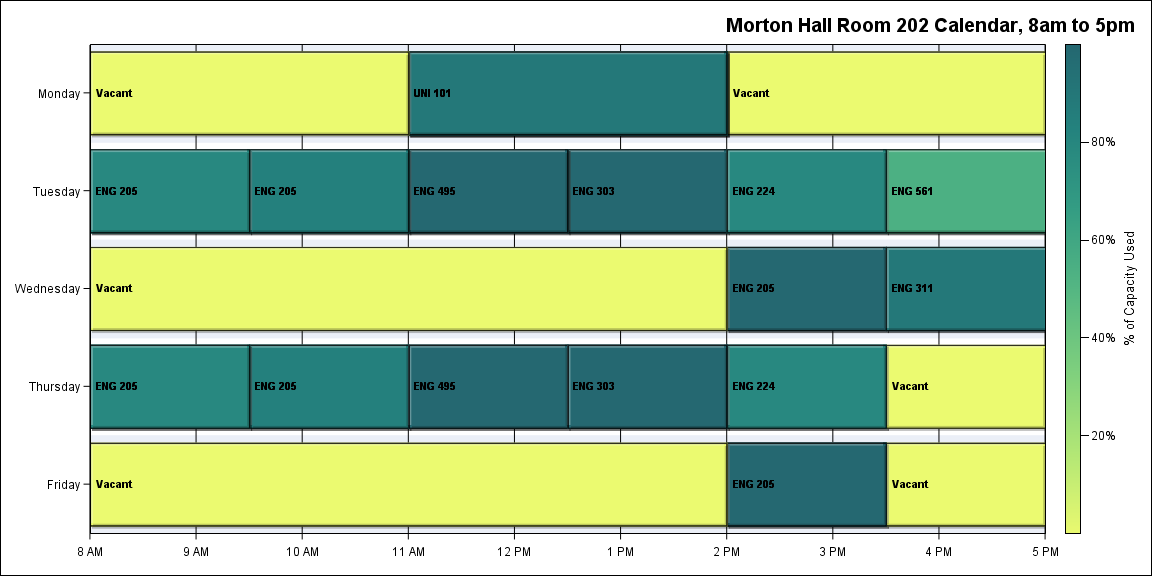 Morton Hall Room 202 Calendar, 8am to 5pm
Monday
Vacant
UNI 101
Vacant
Tuesday
ENG 205
ENG 205
ENG 495
ENG 303
ENG 224
ENG 561
Wednesday
Vacant
ENG 205
ENG 311
Thursday
ENG 205
ENG 205
ENG 495
ENG 303
ENG 224
Vacant
Friday
Vacant
ENG 205
Vacant
8 AM
9 AM
10 AM
11 AM
12 PM
1 PM
2 PM
3 PM
4 PM
5 PM
80%
60%
40%
20%
% of Capacity Used